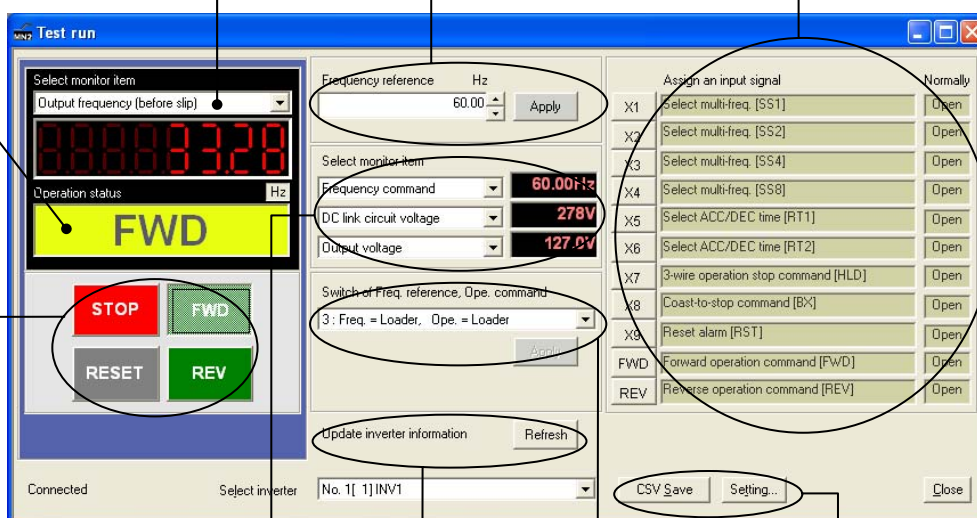 Test run
Select monitor item
Output frequency (before slip)
33.28
Operation status
Hz
FWD
STOP
FWD
RESET
REV
Frequency reference Hz
60.00
Apply
Select monitor item
Frequency command
60.00Hz
DC link circuit voltage
278V
Output voltage
127.0V
Switch of Freq. reference, Ope. command
3 : Freq. = Loader, Ope. = Loader
Apply
Update inverter information
Refresh
Assign an input signal Normally
X1 Select multi-freq. [SS1] Open
X2 Select multi-freq. [SS2] Open
X3 Select multi-freq. [SS4] Open
X4 Select multi-freq. [SS8] Open
X5 Select ACC/DEC time [RT1] Open
X6 Select ACC/DEC time [RT2] Open
X7 3-wire operation stop command [HLD] Open
X8 Coast-to-stop command [BX] Open
X9 Reset alarm [RST] Open
FWD Forward operation command [FWD] Open
REV Reverse operation command [REV] Open
Connected
Select inverter
No. 1[ 1] INV1
CSV Save
Setting...
Close